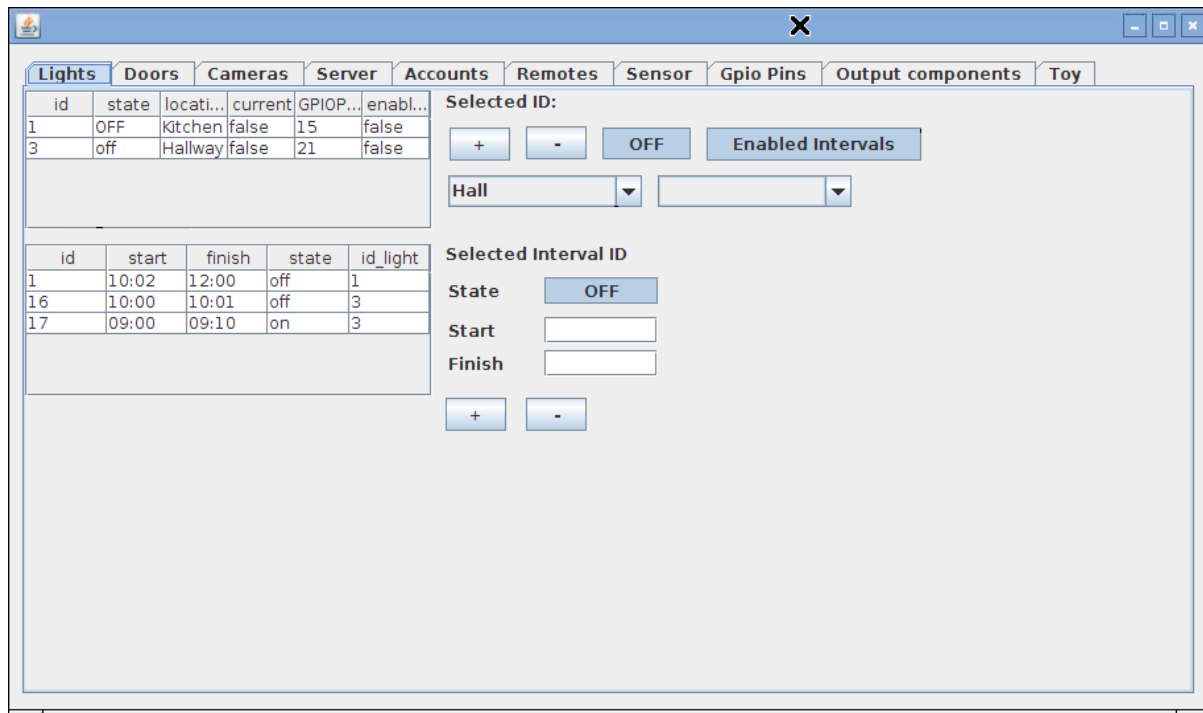 Lights Doors Cameras Server Accounts Remotes Sensor Gpio Pins Output components Toy
id state locati... current GPIOP... enabl...
1 OFF Kitchen false 15 false
3 off Hallway false 21 false
Selected ID:
+ - OFF Enabled Intervals
Hall
id start finish state id_light
1 10:02 12:00 off 1
16 10:00 10:01 off 3
17 09:00 09:10 on 3
Selected Interval ID
State OFF
Start
Finish
+ -